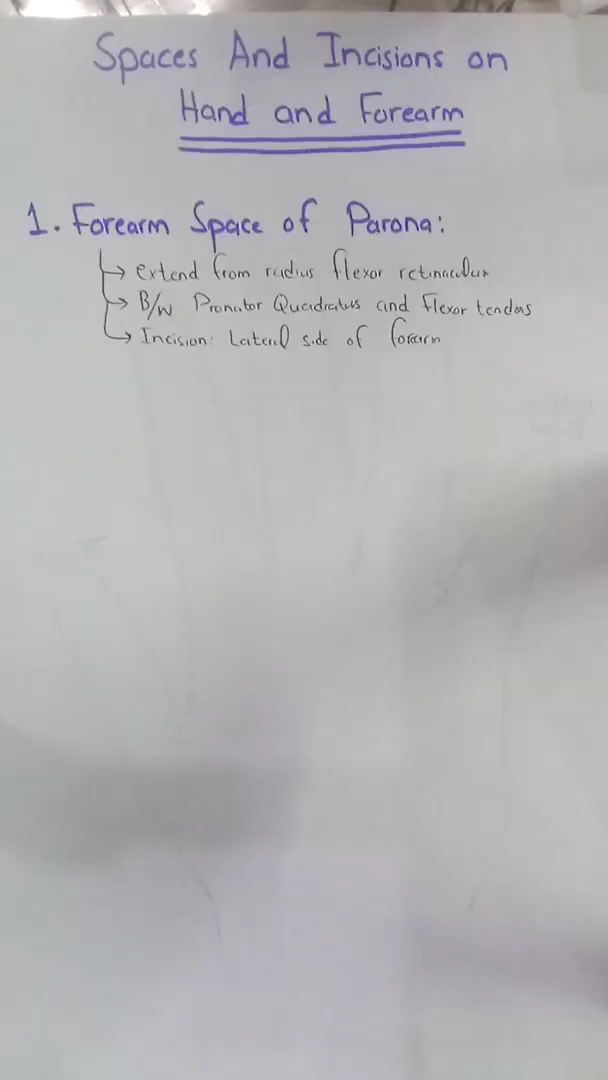 Spaces And Incisions on
Hand and Forearm
1. Forearm Space of Parona:
→ extend from radius flexor retinaculum
→ B/w Pronator Quadratus and Flexor tendons
→ Incision: Lateral side of forearm